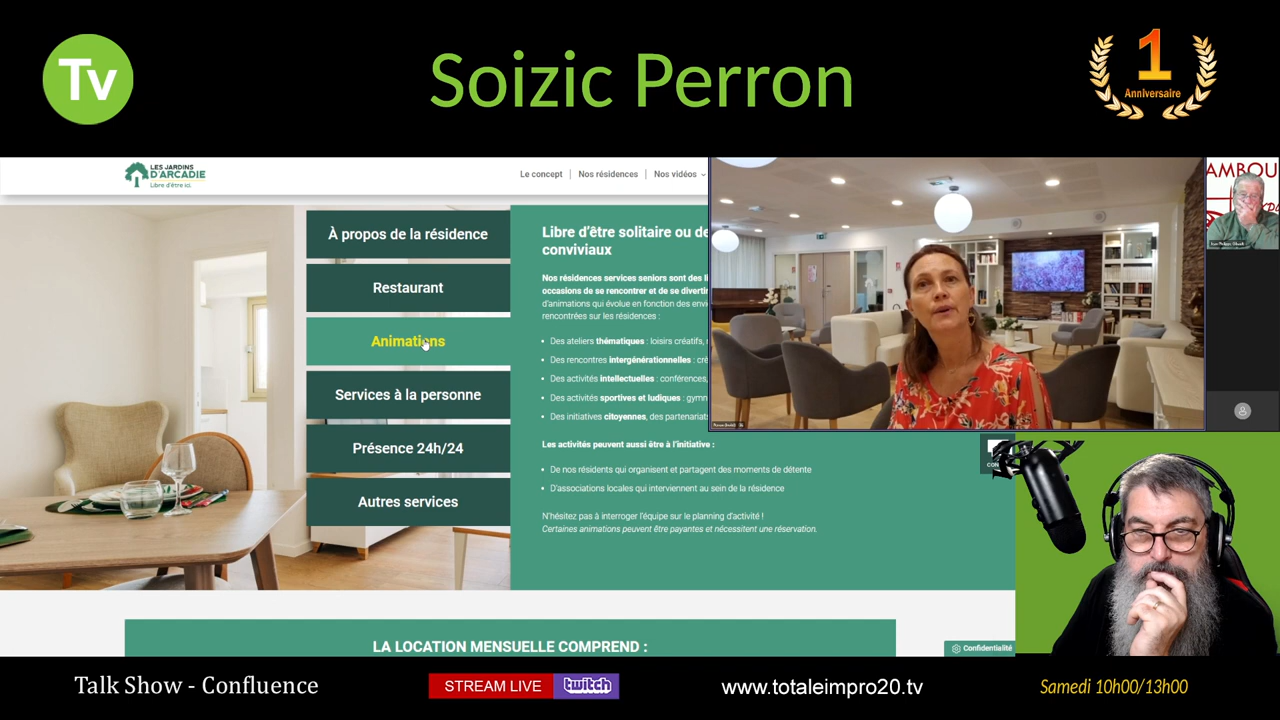 Tv
Soizic Perron
1
Anniversaire
LES JARDINS
D'ARCADIE
Libre d'être ici.
Le concept
Nos résidences
Nos vidéos
À propos de la résidence
Restaurant
Animations
Services à la personne
Présence 24h/24
Autres services
Libre d'être solitaire ou de
conviviaux
Nos résidences services seniors sont des
occasions de se rencontrer et de se divertir
d'animations qui évolue en fonction des
rencontrées sur les résidences :
• Des ateliers thématiques : loisirs créatifs,
• Des rencontres intergénérationnelles :
• Des activités intellectuelles : conférences,
• Des activités sportives et ludiques :
• Des initiatives citoyennes, des partenariats
Les activités peuvent aussi être à l'initiative :
• De nos résidents qui organisent et partagent des moments de détente
• D'associations locales qui interviennent au sein de la résidence
N'hésitez pas à interroger l'équipe sur le planning d'activité !
Certaines animations peuvent être payantes et nécessitent une réservation.
AMBOU
CON
LA LOCATION MENSUELLE COMPREND :
Confidentialité
Talk Show - Confluence
STREAM LIVE
twitch
www.totaleimpro20.tv
Samedi 10h00/13h00